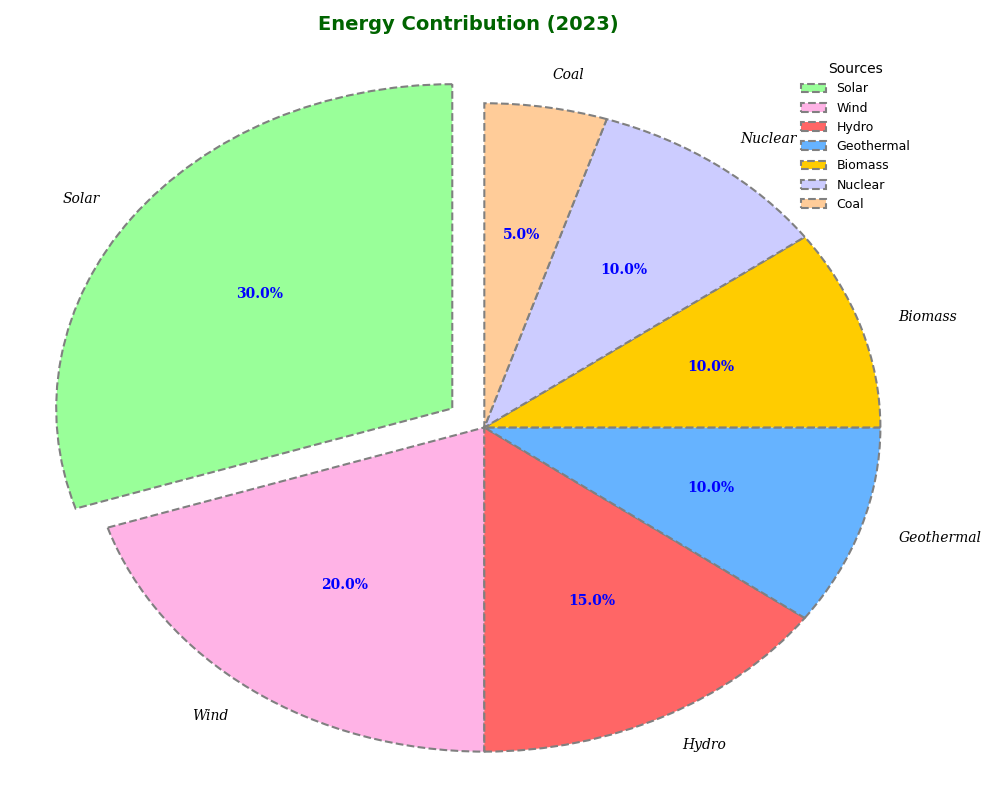 Energy Contribution (2023)
Coal
Sources
Solar
Wind
Hydro
Geothermal
Biomass
Nuclear
Coal
Nuclear
Solar
5.0%
10.0%
30.0%
Biomass
10.0%
10.0%
Geothermal
20.0%
15.0%
Wind
Hydro